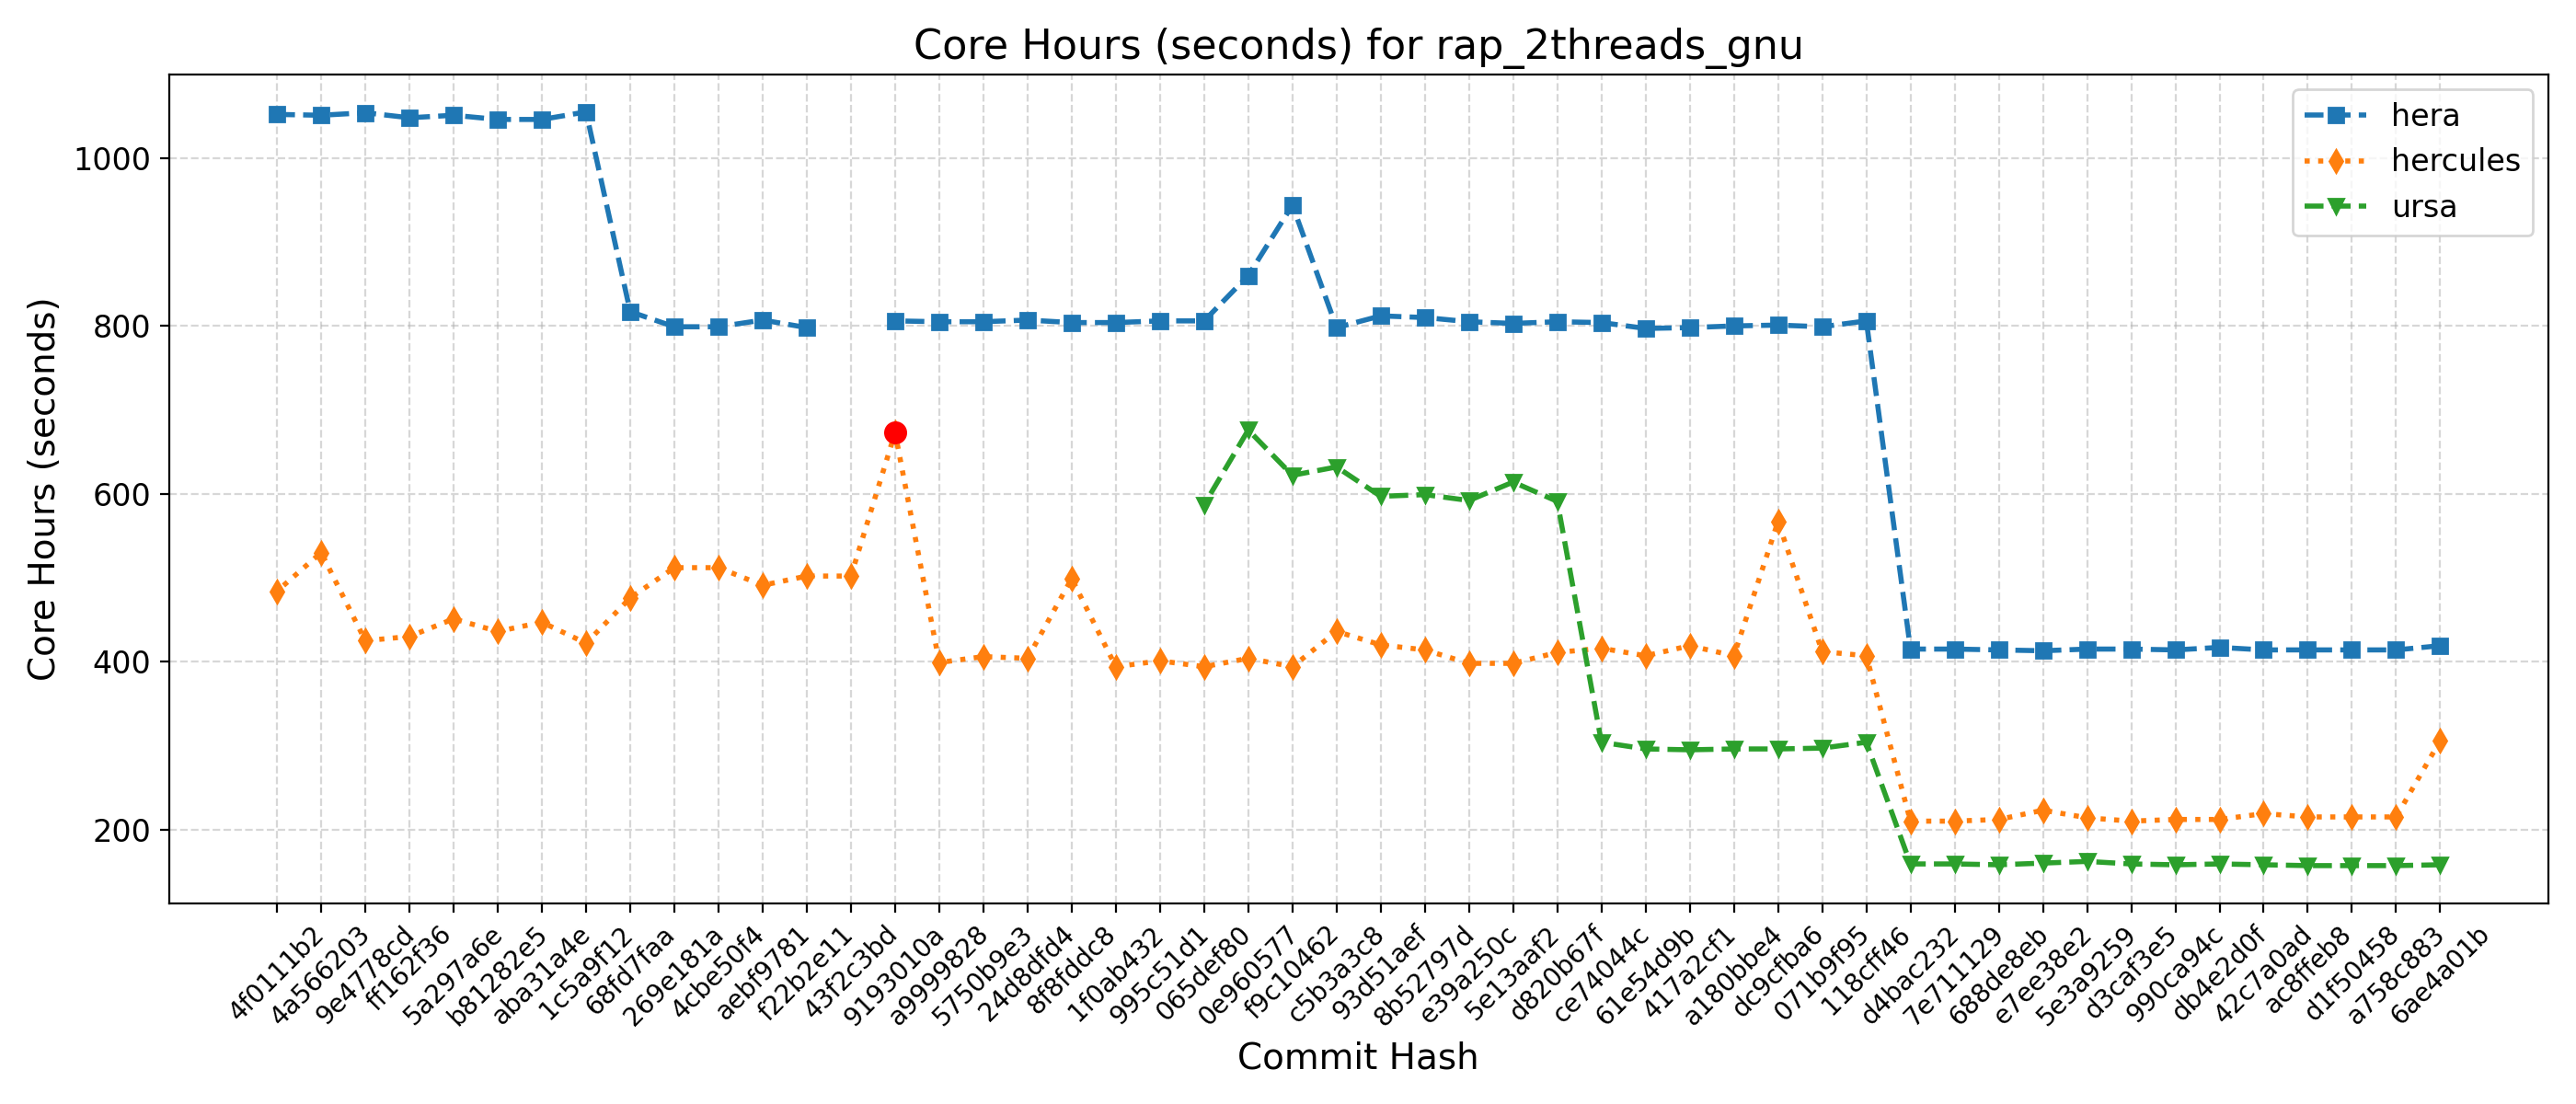 Core Hours (seconds) for rap_2threads_gnu
Core Hours (seconds)
1000
800
600
400
200
hera
hercules
ursa
4f0111b2
4a566203
9e4778cd
ff162f36
5a297a6e
b81282e5
aba31a4e
1c5a9f12
68fd7faa
269e181a
4cbe50f4
aebf9781
f22b2e11
43f2c3bd
9193010a
a9999828
5750b9e3
24d8dfd4
8f8fddc8
1f0ab432
995c51d1
065def80
0e960577
f9c10462
c5b3a3c8
93d51aef
8b52797d
e39a250c
5e13aaf2
d820b67f
ce74044c
61e54d9b
417a2cf1
a180bbe4
dc9cfba6
071b9f95
118cff46
d4bac232
7e711129
688de8eb
e7ee38e2
5e3a9259
d3caf3e5
990ca94c
db4e2d0f
42c7a0ad
ac8ffeb8
d1f50458
a758c883
6ae4a01b
Commit Hash